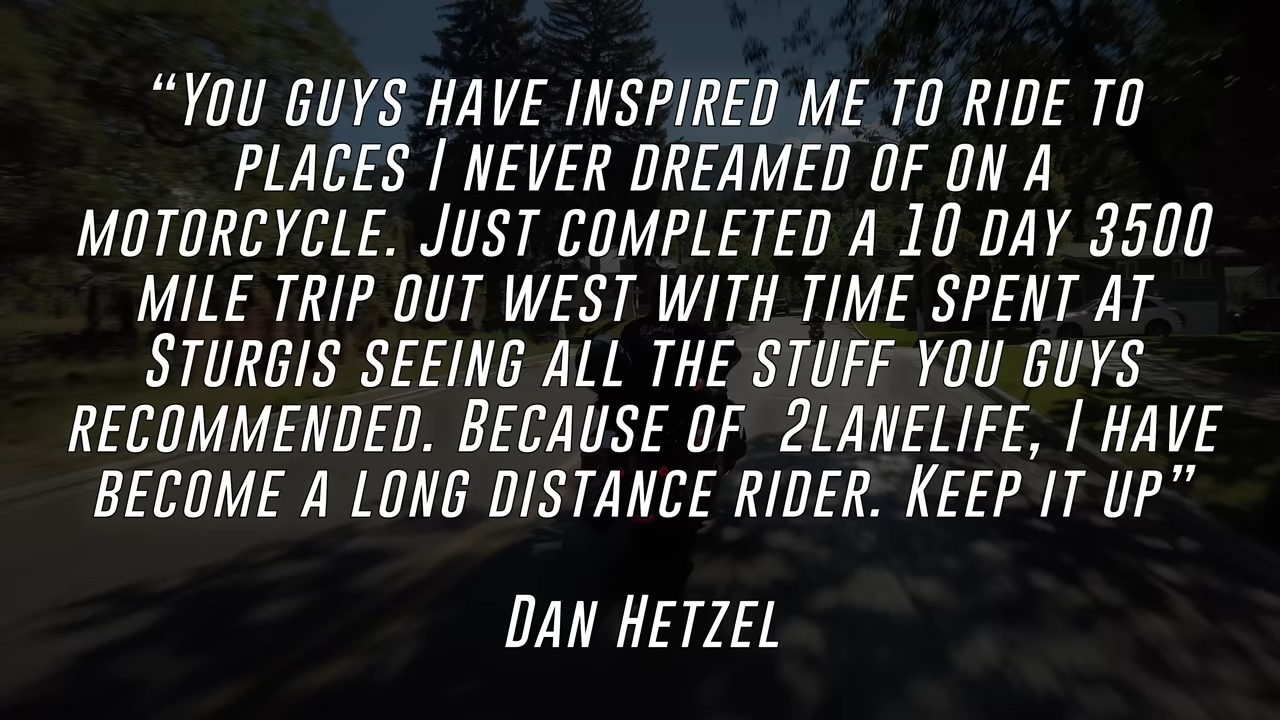 “You guys have inspired me to ride to
places I never dreamed of on a
motorcycle. Just completed a 10 day 3500
mile trip out west with time spent at
Sturgis seeing all the stuff you guys
recommended. Because of  2lanelife, I have
become a long distance rider. Keep it up”
Dan Hetzel